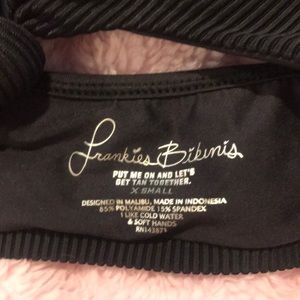 Frankies Bikinis
PUT ME ON AND LET'S
GET TAN TOGETHER.
X SMALL
DESIGNED IN MALIBU, MADE IN INDONESIA
85% POLYAMIDE 15% SPANDEX
I LIKE COLD WATER
& SOFT HANDS
RN143871